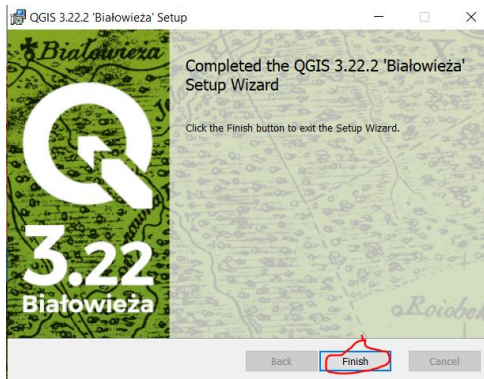 QGIS 3.22.2 'Białowieża' Setup
Białowieza
Completed the QGIS 3.22.2 'Białowieża'
Setup Wizard
Click the Finish button to exit the Setup Wizard.
3.22
Białowieża
Back
Finish
Cancel